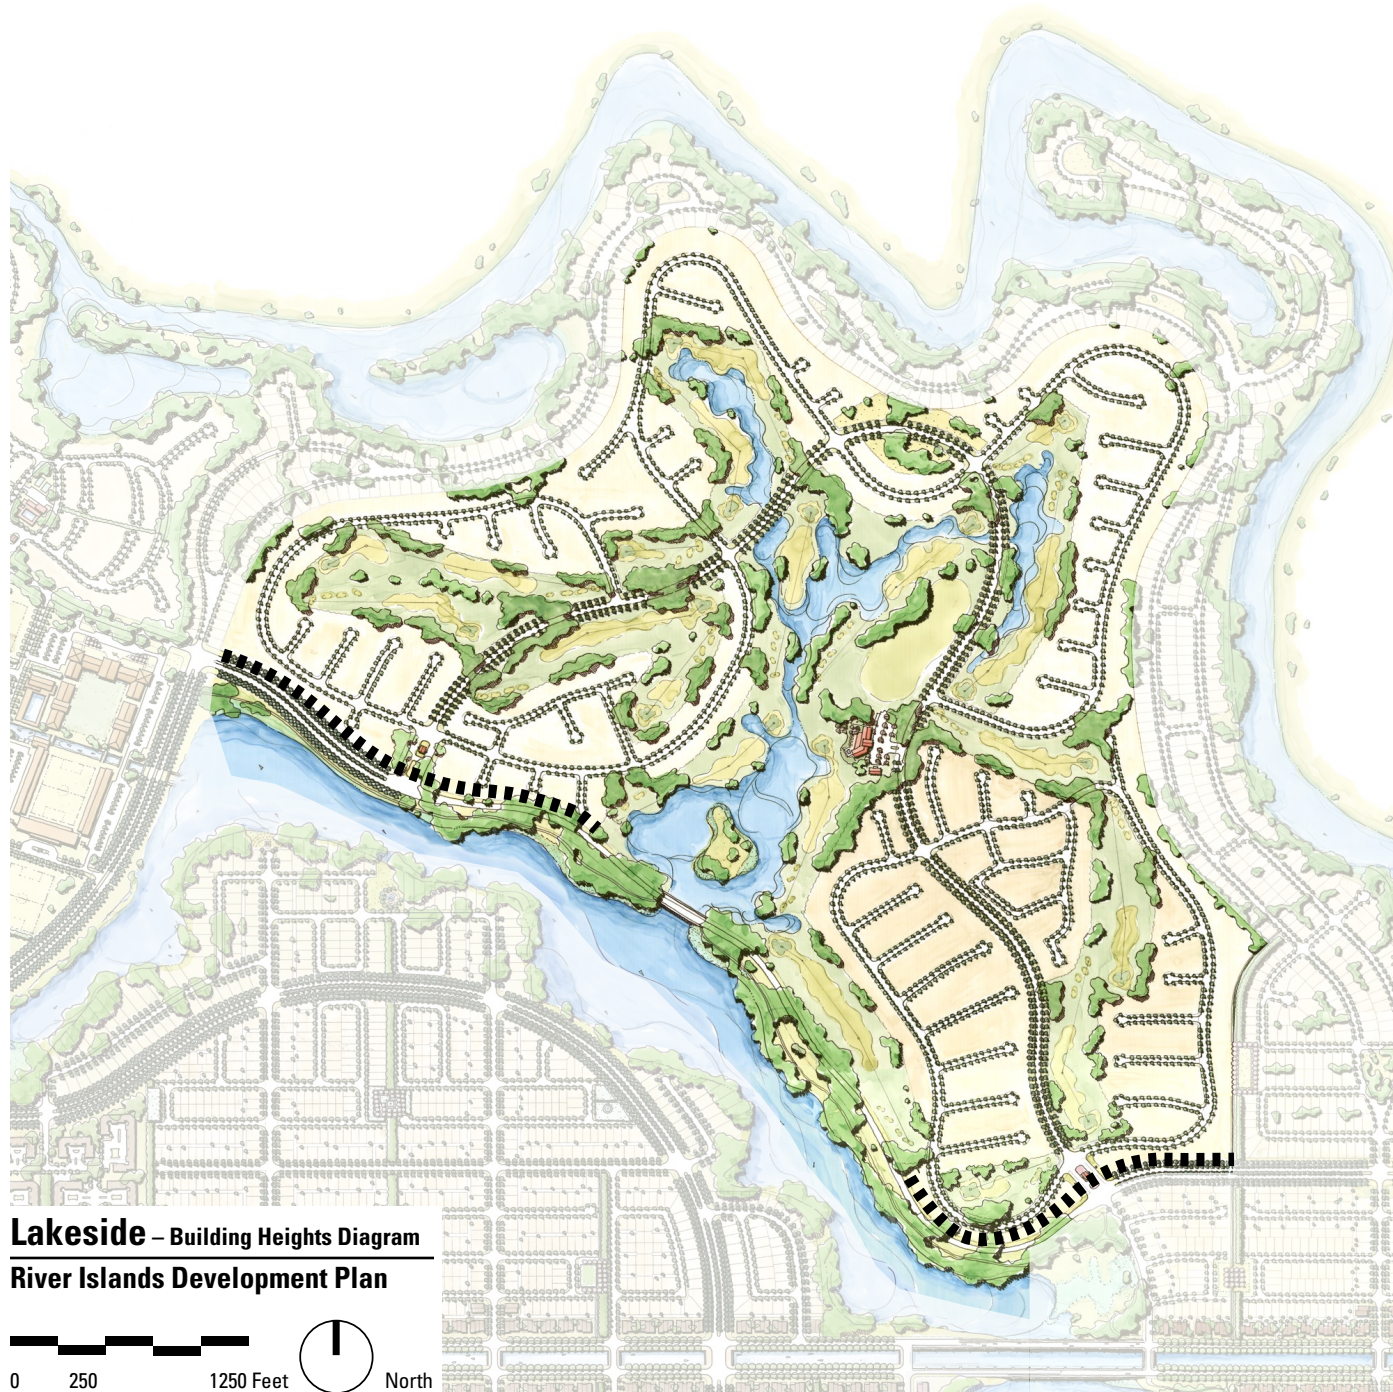 Lakeside – Building Heights Diagram
River Islands Development Plan
0 250 1250 Feet North